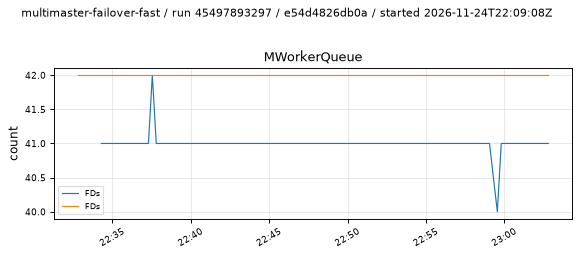 multimaster-failover-fast / run 45497893297 / e54d4826db0a / started 2026-11-24T22:09:08Z
MWorkerQueue
count
42.0
41.5
41.0
40.5
40.0
FDs
FDs
22:35
22:40
22:45
22:50
22:55
23:00